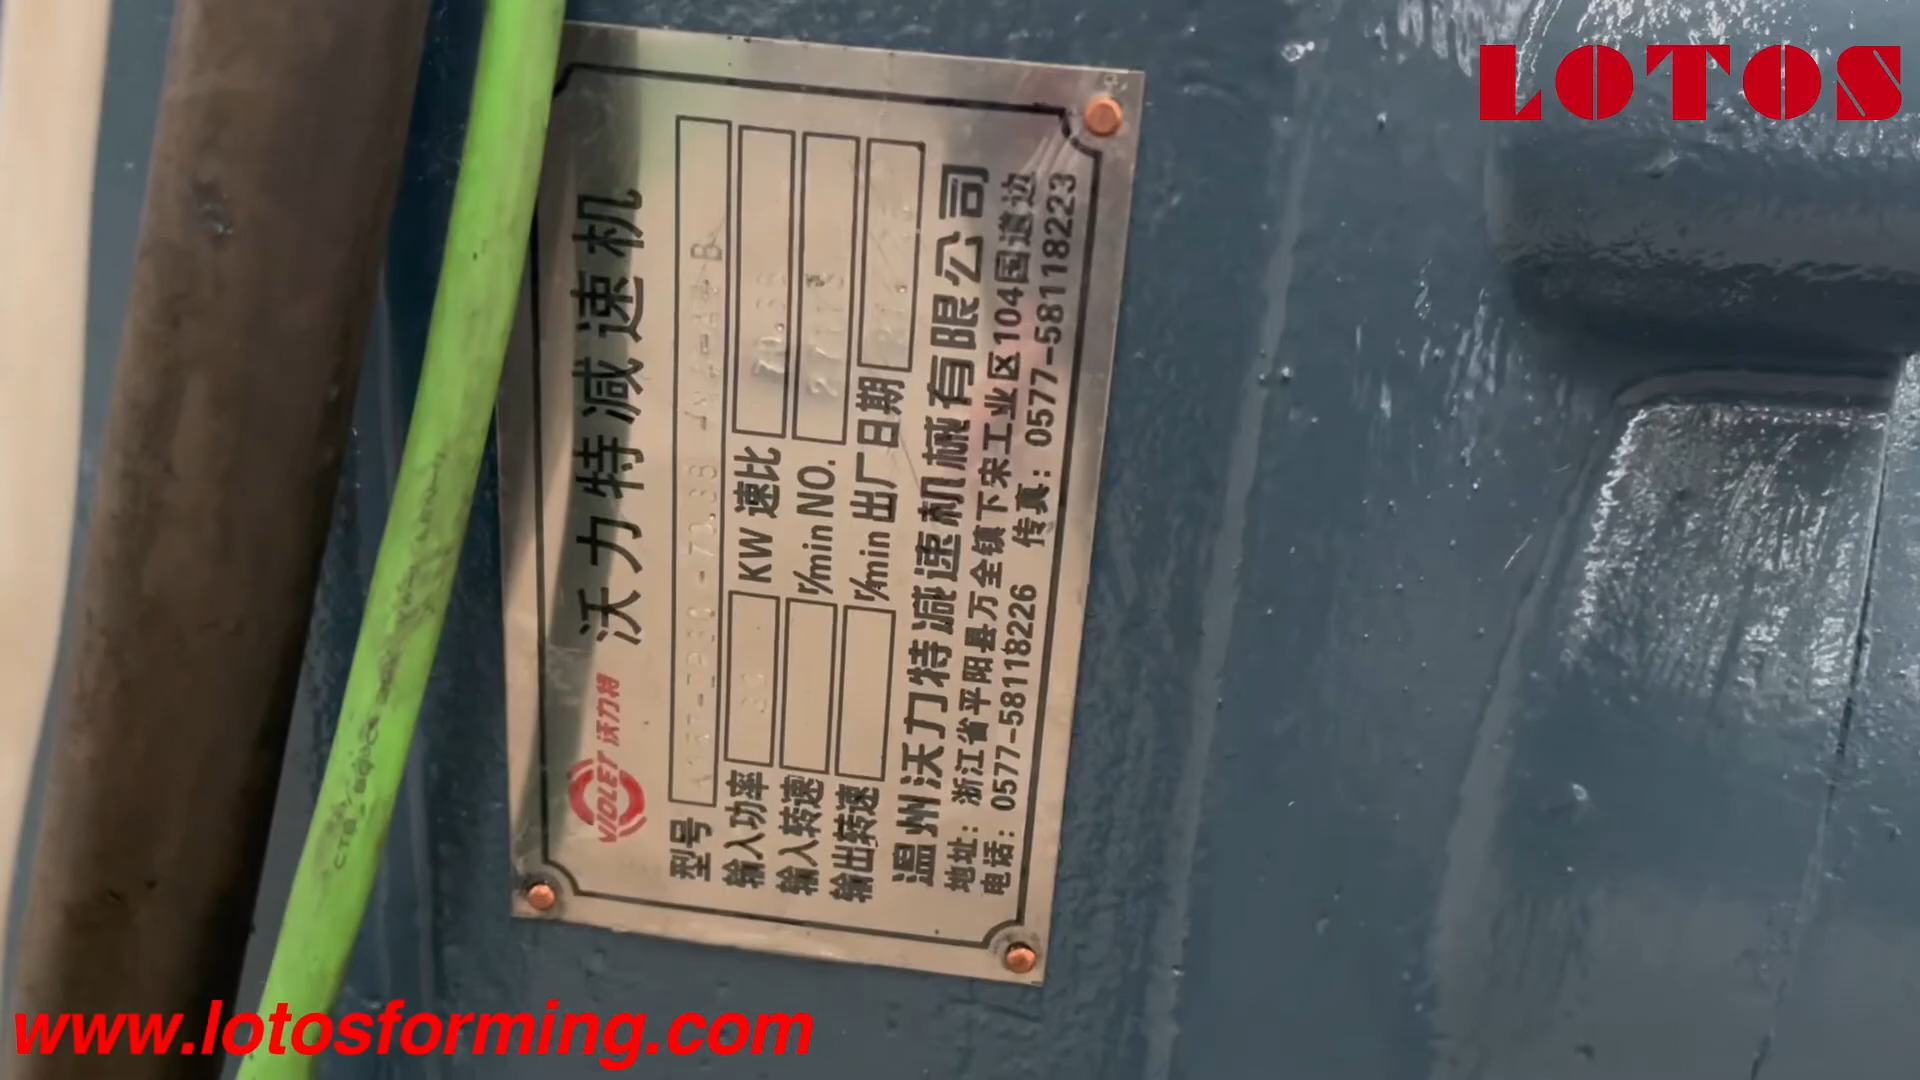 LOTOS
VIOLET 沃力特 沃力特减速机
型号
输入功率 30 KW 速比
输入转速 r/min NO.
输出转速 r/min 出厂日期
温州沃力特减速机械有限公司
地址: 浙江省平阳县万全镇下宋工业区104国道边
电话: 0577-58118226 传真: 0577-58118223
www.lotosforming.com